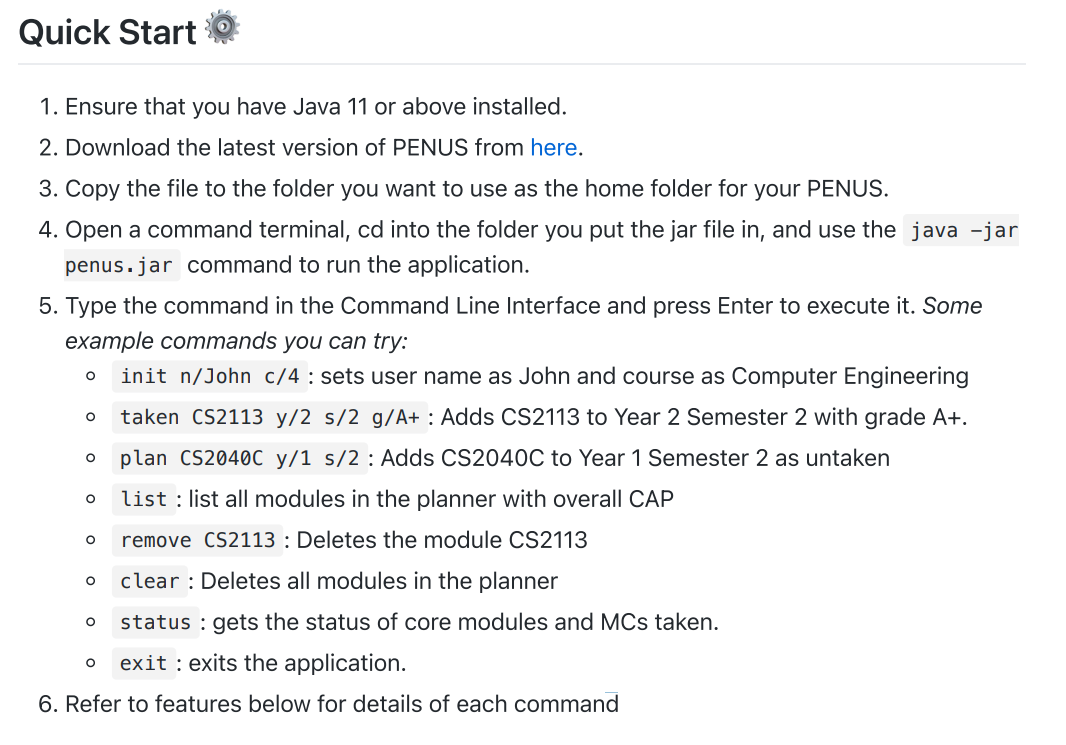 Quick Start
1. Ensure that you have Java 11 or above installed.
2. Download the latest version of PENUS from here.
3. Copy the file to the folder you want to use as the home folder for your PENUS.
4. Open a command terminal, cd into the folder you put the jar file in, and use the java -jar
penus.jar command to run the application.
5. Type the command in the Command Line Interface and press Enter to execute it. Some
example commands you can try:
init n/John c/4 : sets user name as John and course as Computer Engineering
taken CS2113 y/2 s/2 g/A+ : Adds CS2113 to Year 2 Semester 2 with grade A+.
plan CS2040C y/1 s/2 : Adds CS2040C to Year 1 Semester 2 as untaken
list : list all modules in the planner with overall CAP
remove CS2113 : Deletes the module CS2113
clear : Deletes all modules in the planner
status : gets the status of core modules and MCs taken.
exit : exits the application.
6. Refer to features below for details of each command